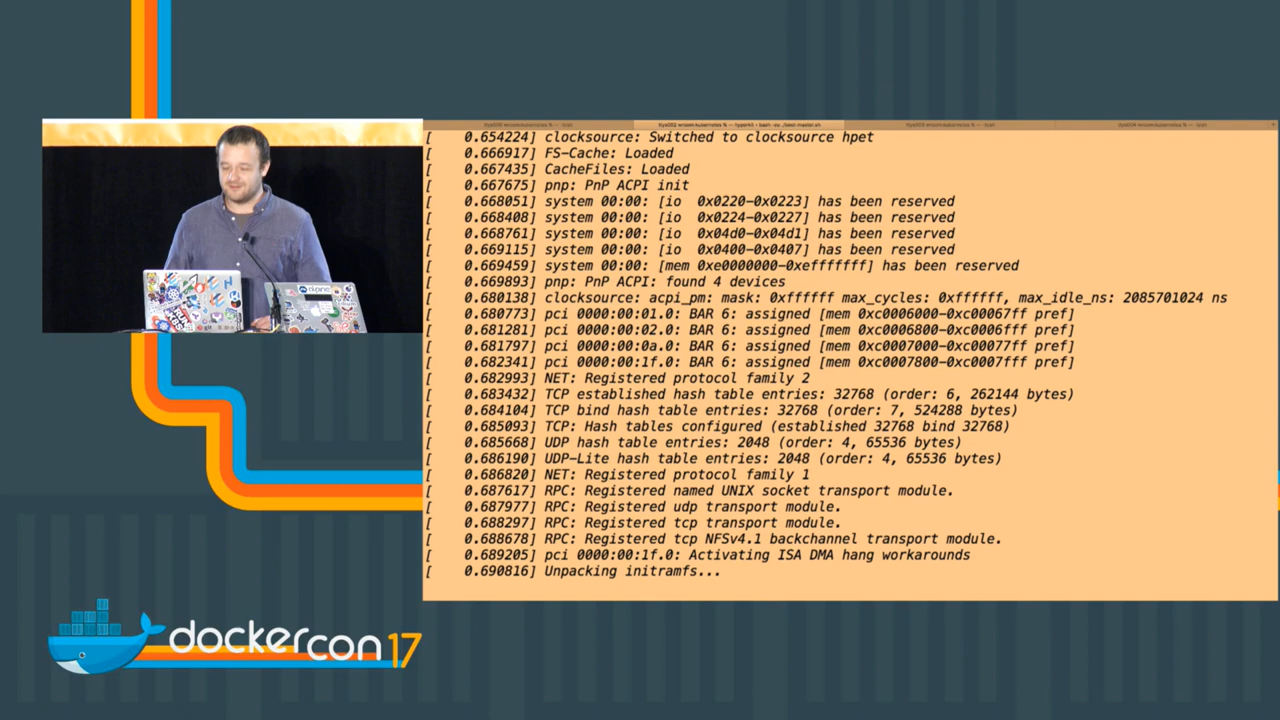 [    0.654224] clocksource: Switched to clocksource hpet
[    0.666917] FS-Cache: Loaded
[    0.667435] CacheFiles: Loaded
[    0.667675] pnp: PnP ACPI init
[    0.668051] system 00:00: [io  0x0220-0x0223] has been reserved
[    0.668408] system 00:00: [io  0x0224-0x0227] has been reserved
[    0.668761] system 00:00: [io  0x04d0-0x04d1] has been reserved
[    0.669115] system 00:00: [io  0x0400-0x0407] has been reserved
[    0.669459] system 00:00: [mem 0xe0000000-0xefffffff] has been reserved
[    0.669893] pnp: PnP ACPI: found 4 devices
[    0.680138] clocksource: acpi_pm: mask: 0xffffff max_cycles: 0xffffff, max_idle_ns: 2085701024 ns
[    0.680773] pci 0000:00:01.0: BAR 6: assigned [mem 0xc0006000-0xc00067ff pref]
[    0.681281] pci 0000:00:02.0: BAR 6: assigned [mem 0xc0006800-0xc0006fff pref]
[    0.681797] pci 0000:00:0a.0: BAR 6: assigned [mem 0xc0007000-0xc00077ff pref]
[    0.682341] pci 0000:00:1f.0: BAR 6: assigned [mem 0xc0007800-0xc0007fff pref]
[    0.682993] NET: Registered protocol family 2
[    0.683432] TCP established hash table entries: 32768 (order: 6, 262144 bytes)
[    0.684104] TCP bind hash table entries: 32768 (order: 7, 524288 bytes)
[    0.685093] TCP: Hash tables configured (established 32768 bind 32768)
[    0.685668] UDP hash table entries: 2048 (order: 4, 65536 bytes)
[    0.686190] UDP-Lite hash table entries: 2048 (order: 4, 65536 bytes)
[    0.686820] NET: Registered protocol family 1
[    0.687617] RPC: Registered named UNIX socket transport module.
[    0.687977] RPC: Registered udp transport module.
[    0.688297] RPC: Registered tcp transport module.
[    0.688678] RPC: Registered tcp NFSv4.1 backchannel transport module.
[    0.689205] pci 0000:00:1f.0: Activating ISA DMA hang workarounds
[    0.690816] Unpacking initramfs...
alpine
git
dockercon 17